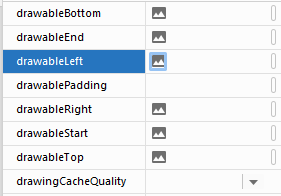 drawableBottom
drawableEnd
drawableLeft
drawablePadding
drawableRight
drawableStart
drawableTop
drawingCacheQuality